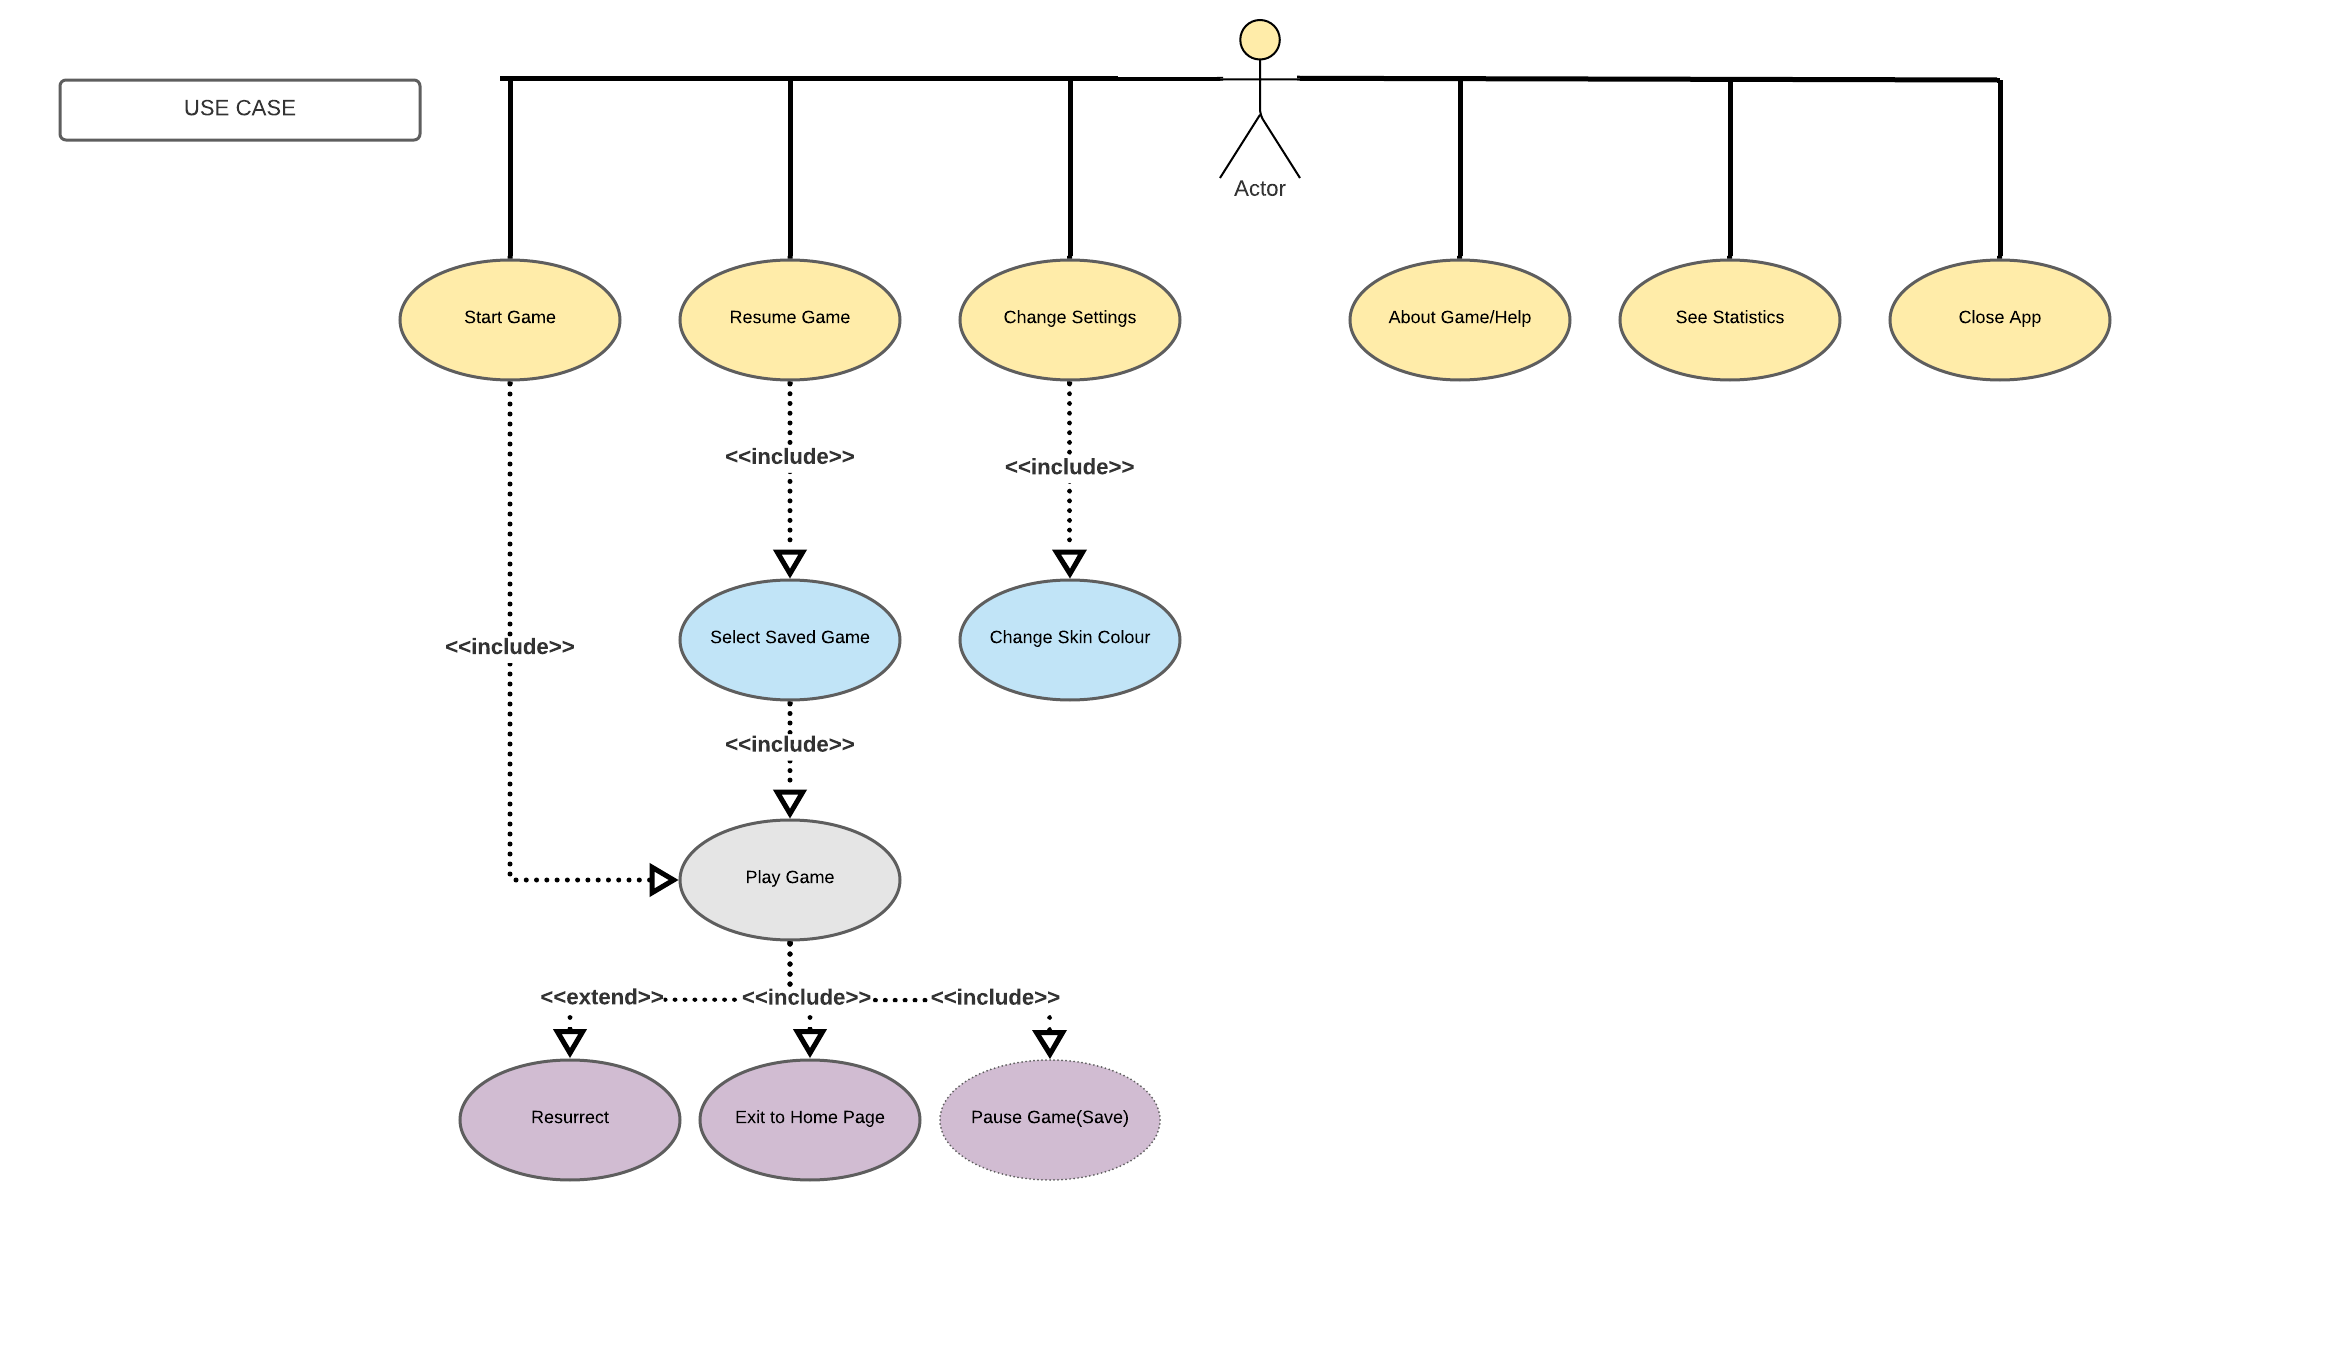 USE CASE
Actor
Start Game
Resume Game
Change Settings
About Game/Help
See Statistics
Close App
<<include>>
<<include>>
<<include>>
Select Saved Game
Change Skin Colour
<<include>>
Play Game
<<extend>>
<<include>>
<<include>>
Resurrect
Exit to Home Page
Pause Game(Save)